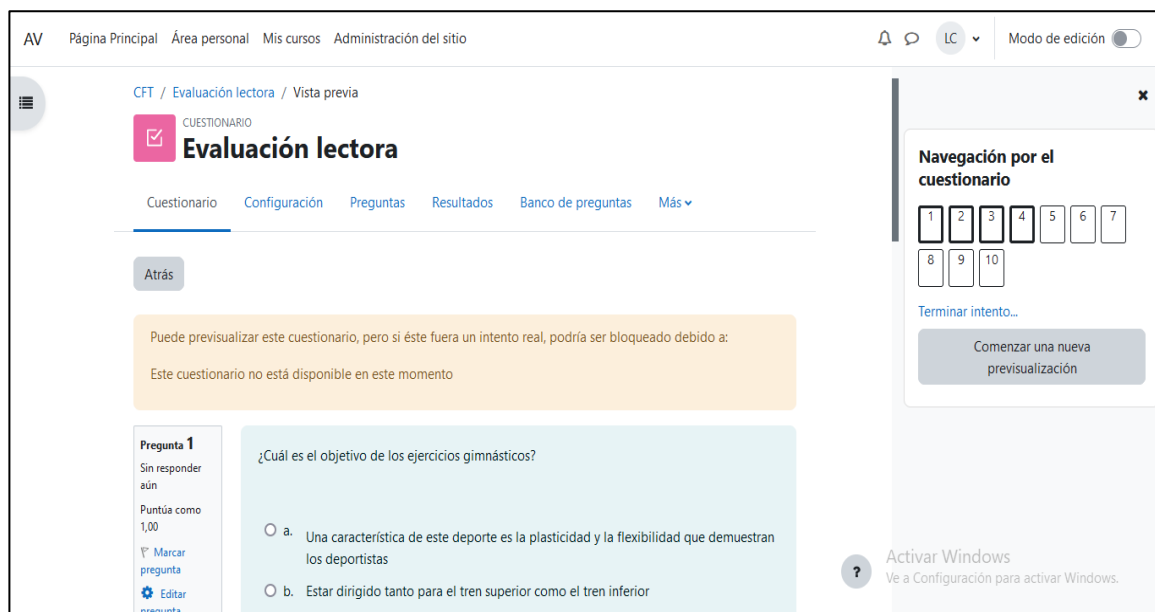 AV Página Principal Área personal Mis cursos Administración del sitio LC Modo de edición
CFT / Evaluación lectora / Vista previa
CUESTIONARIO
Evaluación lectora
Cuestionario Configuración Preguntas Resultados Banco de preguntas Más
Atrás
Puede previsualizar este cuestionario, pero si éste fuera un intento real, podría ser bloqueado debido a:
Este cuestionario no está disponible en este momento
Pregunta 1
Sin responder
aún
Puntúa como
1,00
Marcar
pregunta
Editar
pregunta
¿Cuál es el objetivo de los ejercicios gimnásticos?
a. Una característica de este deporte es la plasticidad y la flexibilidad que demuestran
los deportistas
b. Estar dirigido tanto para el tren superior como el tren inferior
Navegación por el
cuestionario
1 2 3 4 5 6 7
8 9 10
Terminar intento...
Comenzar una nueva
previsualización
?
Activar Windows
Ve a Configuración para activar Windows.